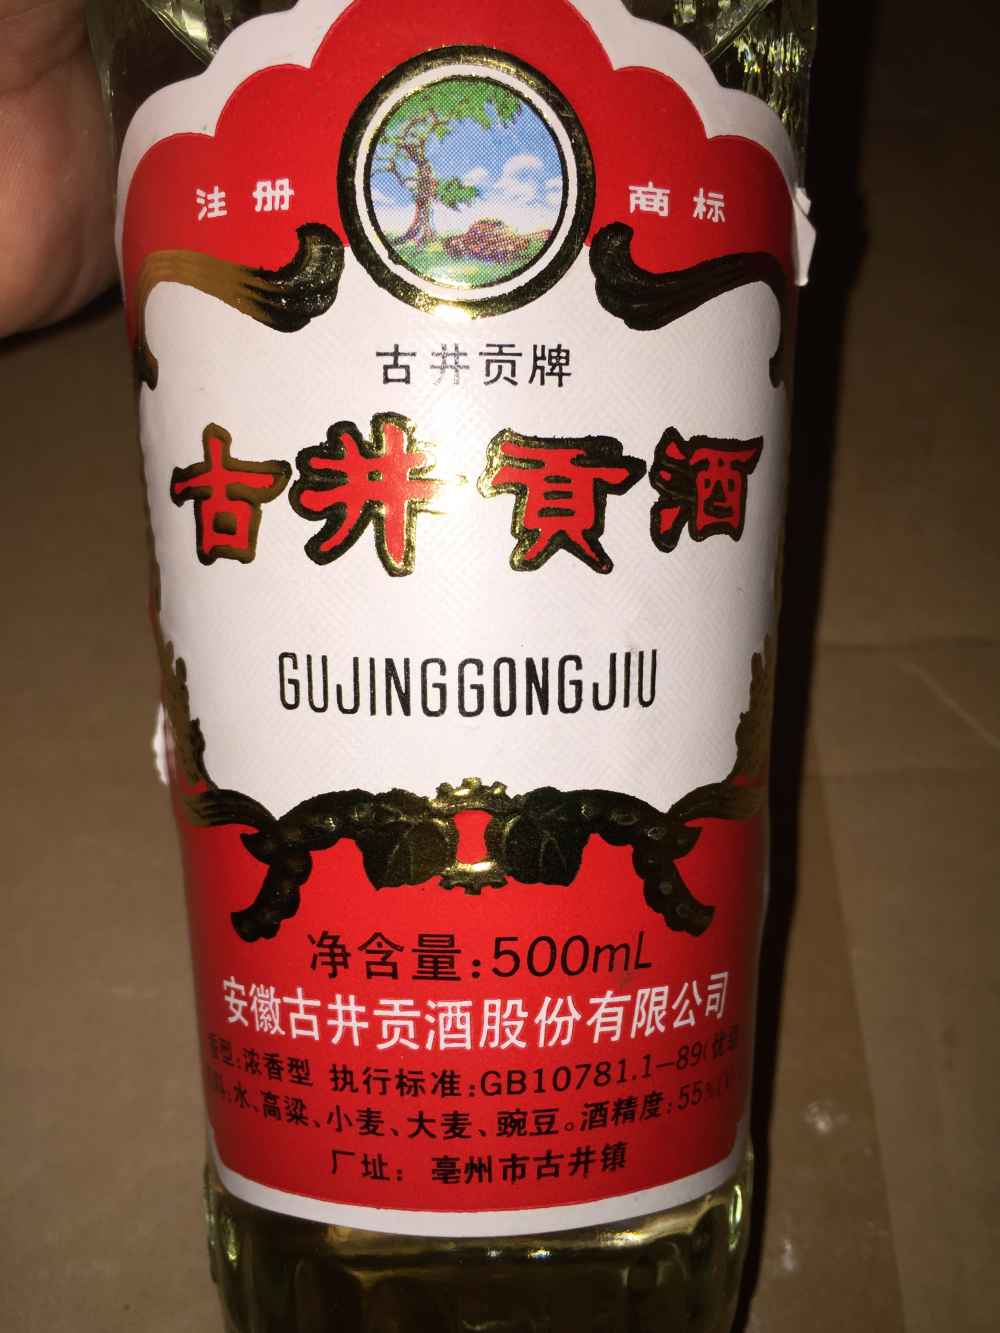 注册 商标
古井贡牌
古井贡酒
GUJINGGONGJIU
净含量:500mL
安徽古井贡酒股份有限公司
香型:浓香型 执行标准:GB10781.1-89(优
水、高粱、小麦、大麦、豌豆。酒精度:55%
厂址: 亳州市古井镇